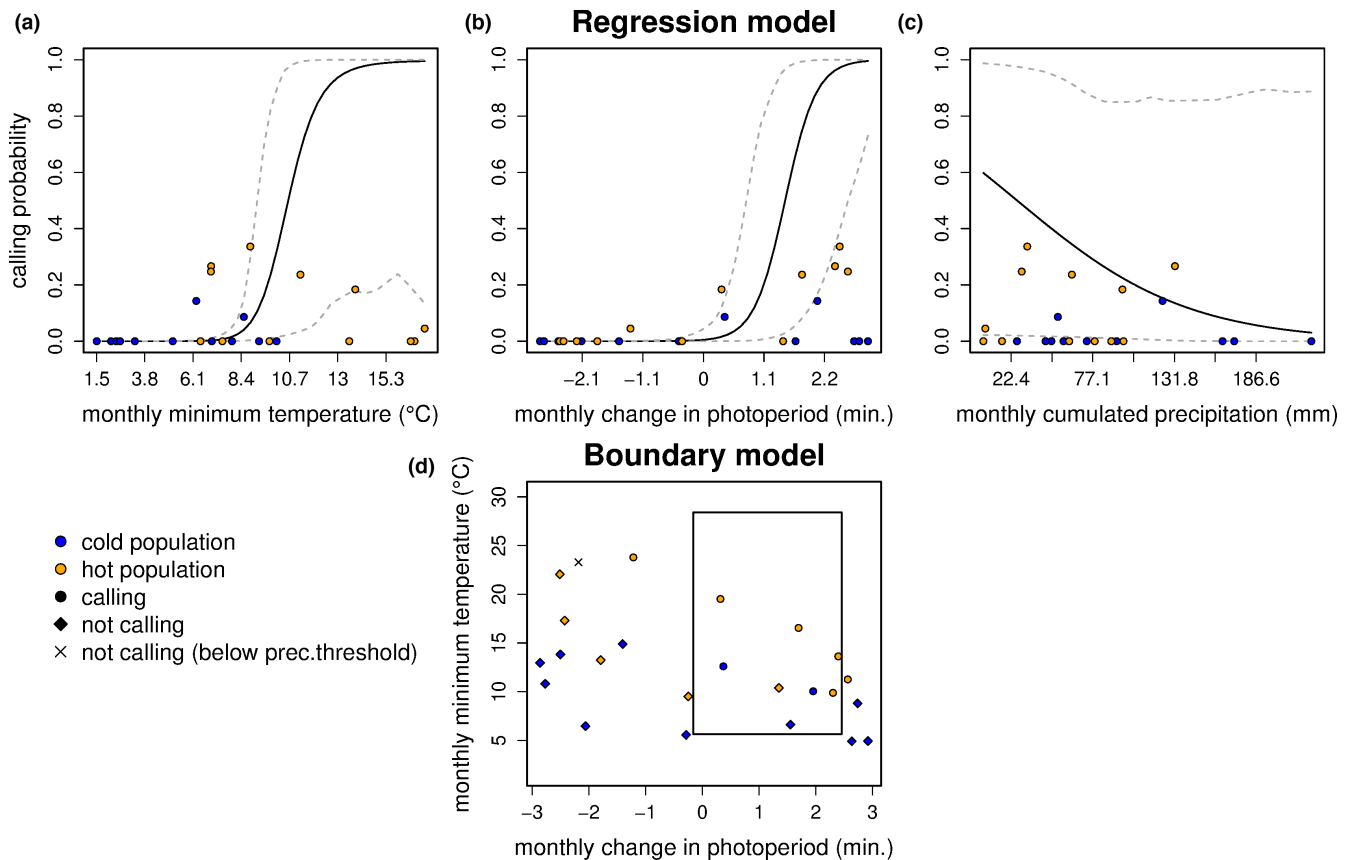 Regression model
(a)
1.0
0.8
0.6
0.4
0.2
0.0
calling probability
1.5 3.8 6.1 8.4 10.7 13 15.3
monthly minimum temperature (°C)
(b)
1.0
0.8
0.6
0.4
0.2
0.0
−2.1 −1.1 0 1.1 2.2
monthly change in photoperiod (min.)
(c)
1.0
0.8
0.6
0.4
0.2
0.0
22.4 77.1 131.8 186.6
monthly cumulated precipitation (mm)
Boundary model
(d)
30
25
20
15
10
5
monthly minimum temperature (°C)
−3 −2 −1 0 1 2 3
monthly change in photoperiod (min.)
cold population
hot population
calling
not calling
not calling (below prec.threshold)